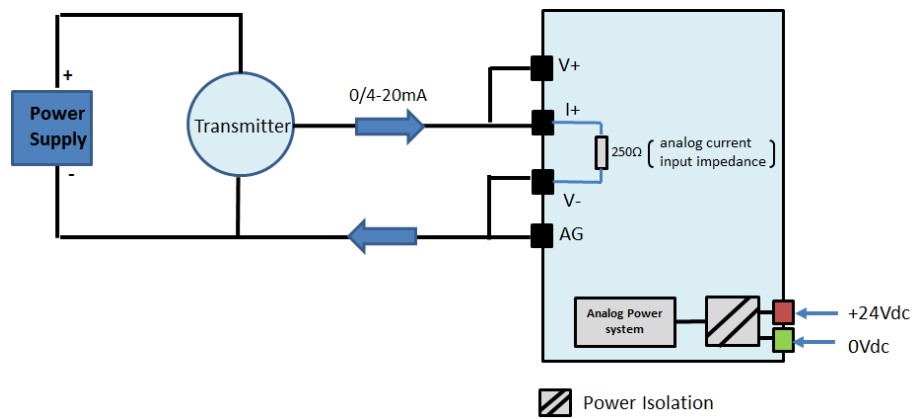 +
Power
Supply
-
Transmitter
0/4-20mA
V+
I+
250Ω
analog current
input impedance
V-
AG
Analog Power
system
+24Vdc
0Vdc
Power Isolation